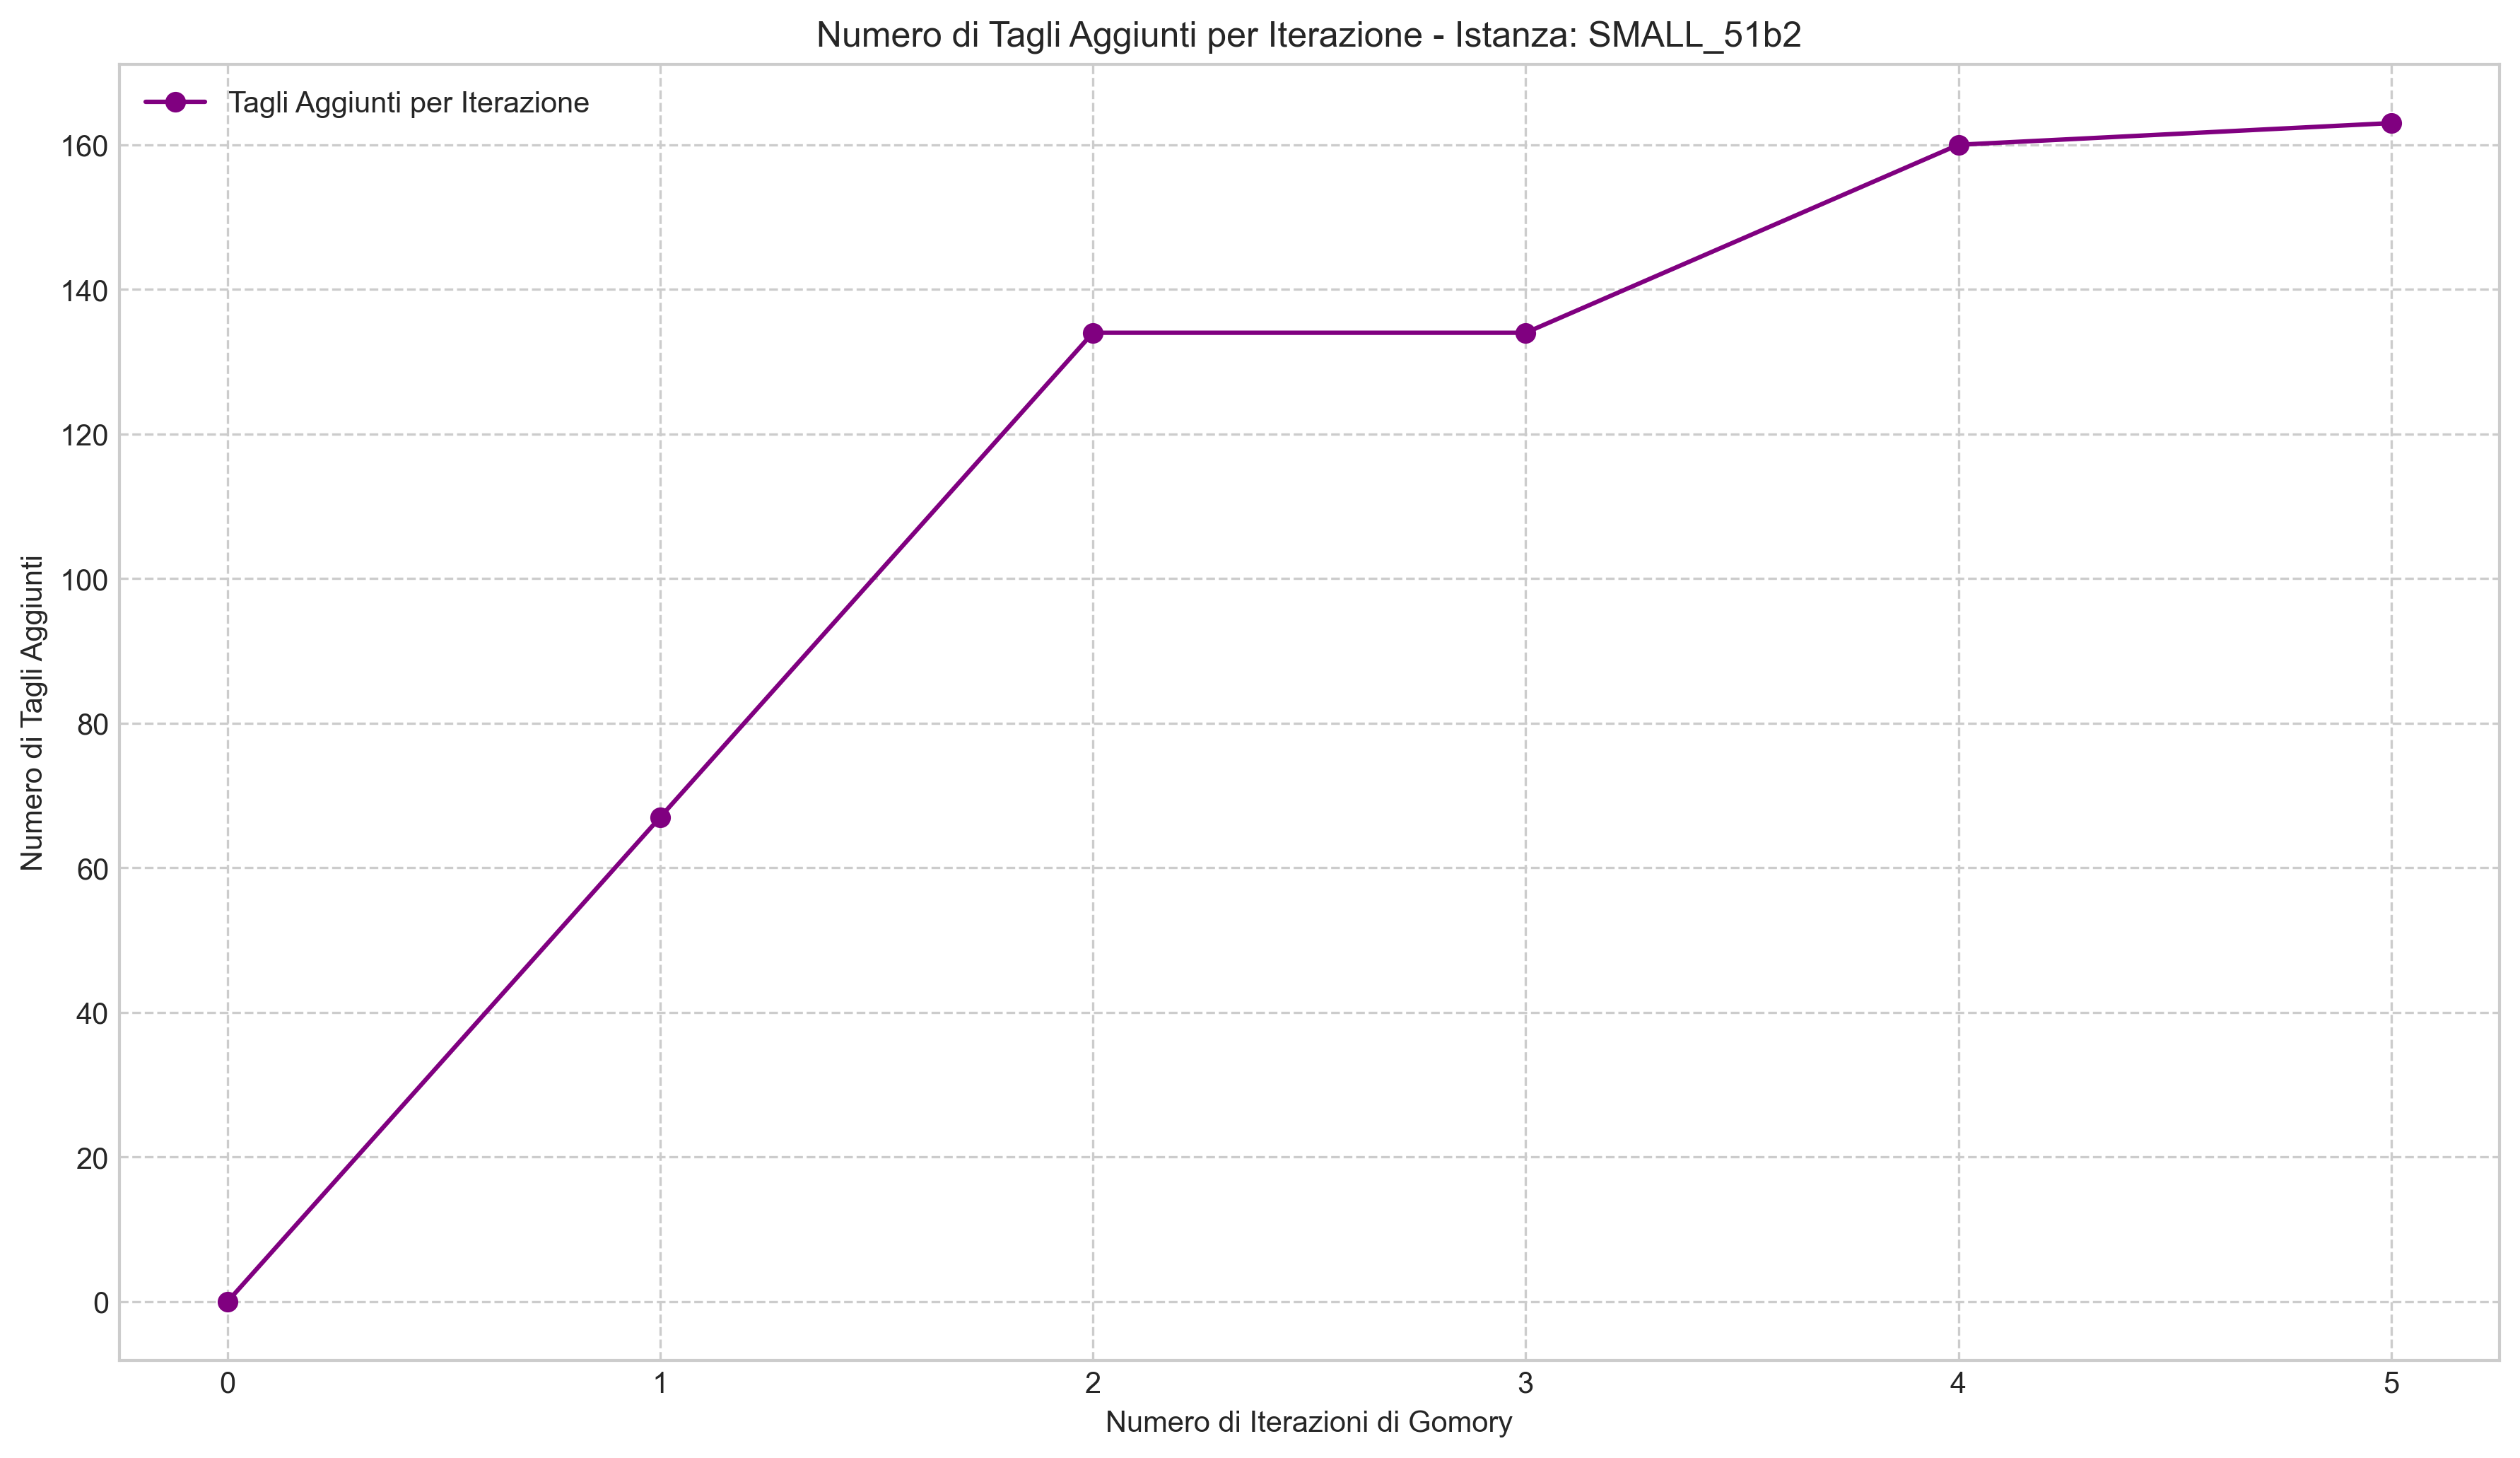 Numero di Tagli Aggiunti per Iterazione - Istanza: SMALL_51b2
Tagli Aggiunti per Iterazione
Numero di Tagli Aggiunti
160
140
120
100
80
60
40
20
0
0 1 2 3 4 5
Numero di Iterazioni di Gomory